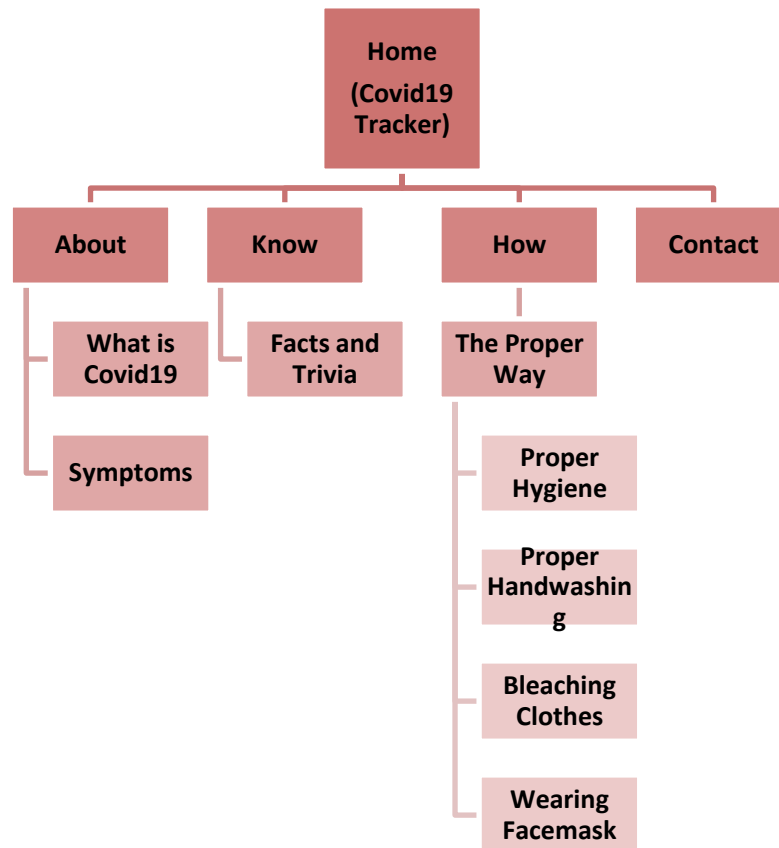 Home
(Covid19
Tracker)
About
Know
How
Contact
What is
Covid19
Facts and
Trivia
The Proper
Way
Symptoms
Proper
Hygiene
Proper
Handwashin
g
Bleaching
Clothes
Wearing
Facemask